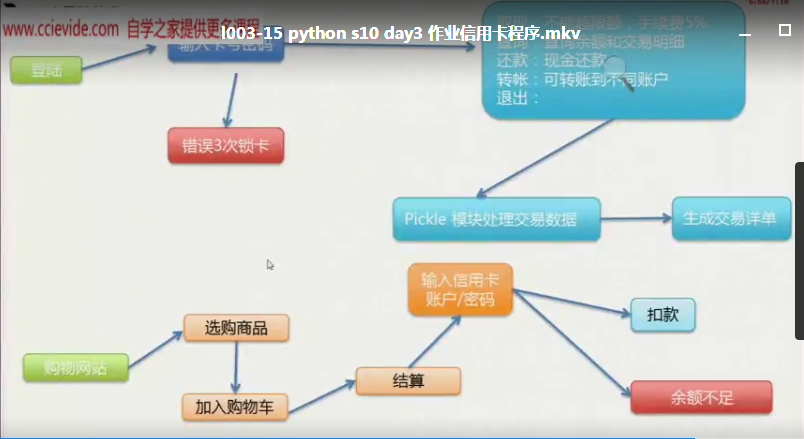 www.ccievide.com 自学之家提供更多课程
l003-15 python s10 day3 作业信用卡程序.mkv
登陆
输入卡号密码
手续费5%
查询：查询余额和交易明细
还款：现金还款
转帐：可转账到不同账户
退出：
错误3次锁卡
Pickle 模块处理交易数据
生成交易详单
输入信用卡
账户/密码
选购商品
扣款
购物网站
结算
加入购物车
余额不足